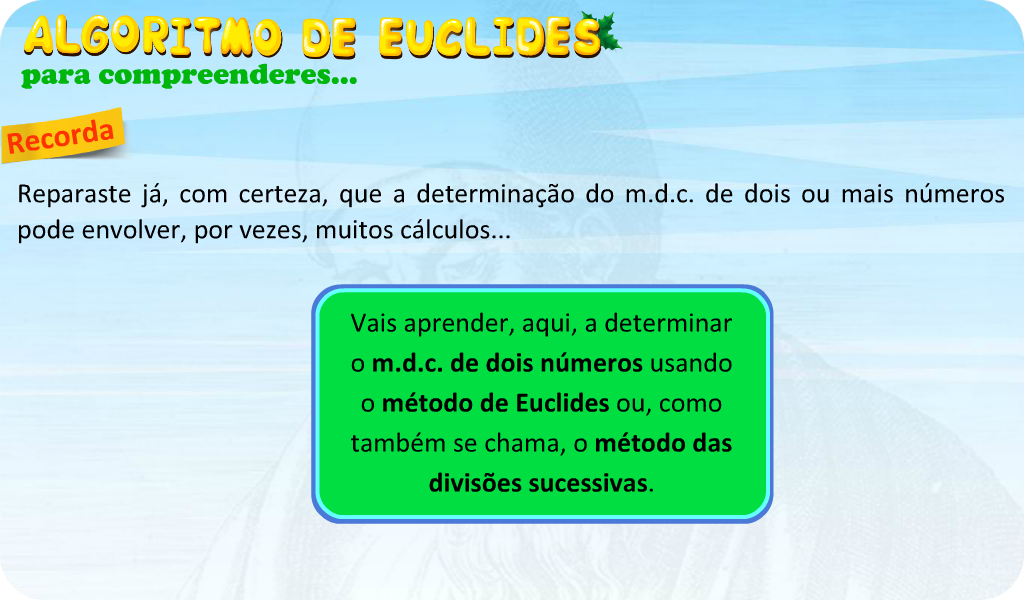 ALGORITMO DE EUCLIDES
para compreenderes...
Recorda
Reparaste já, com certeza, que a determinação do m.d.c. de dois ou mais números
pode envolver, por vezes, muitos cálculos...
Vais aprender, aqui, a determinar
o m.d.c. de dois números usando
o método de Euclides ou, como
também se chama, o método das
divisões sucessivas.